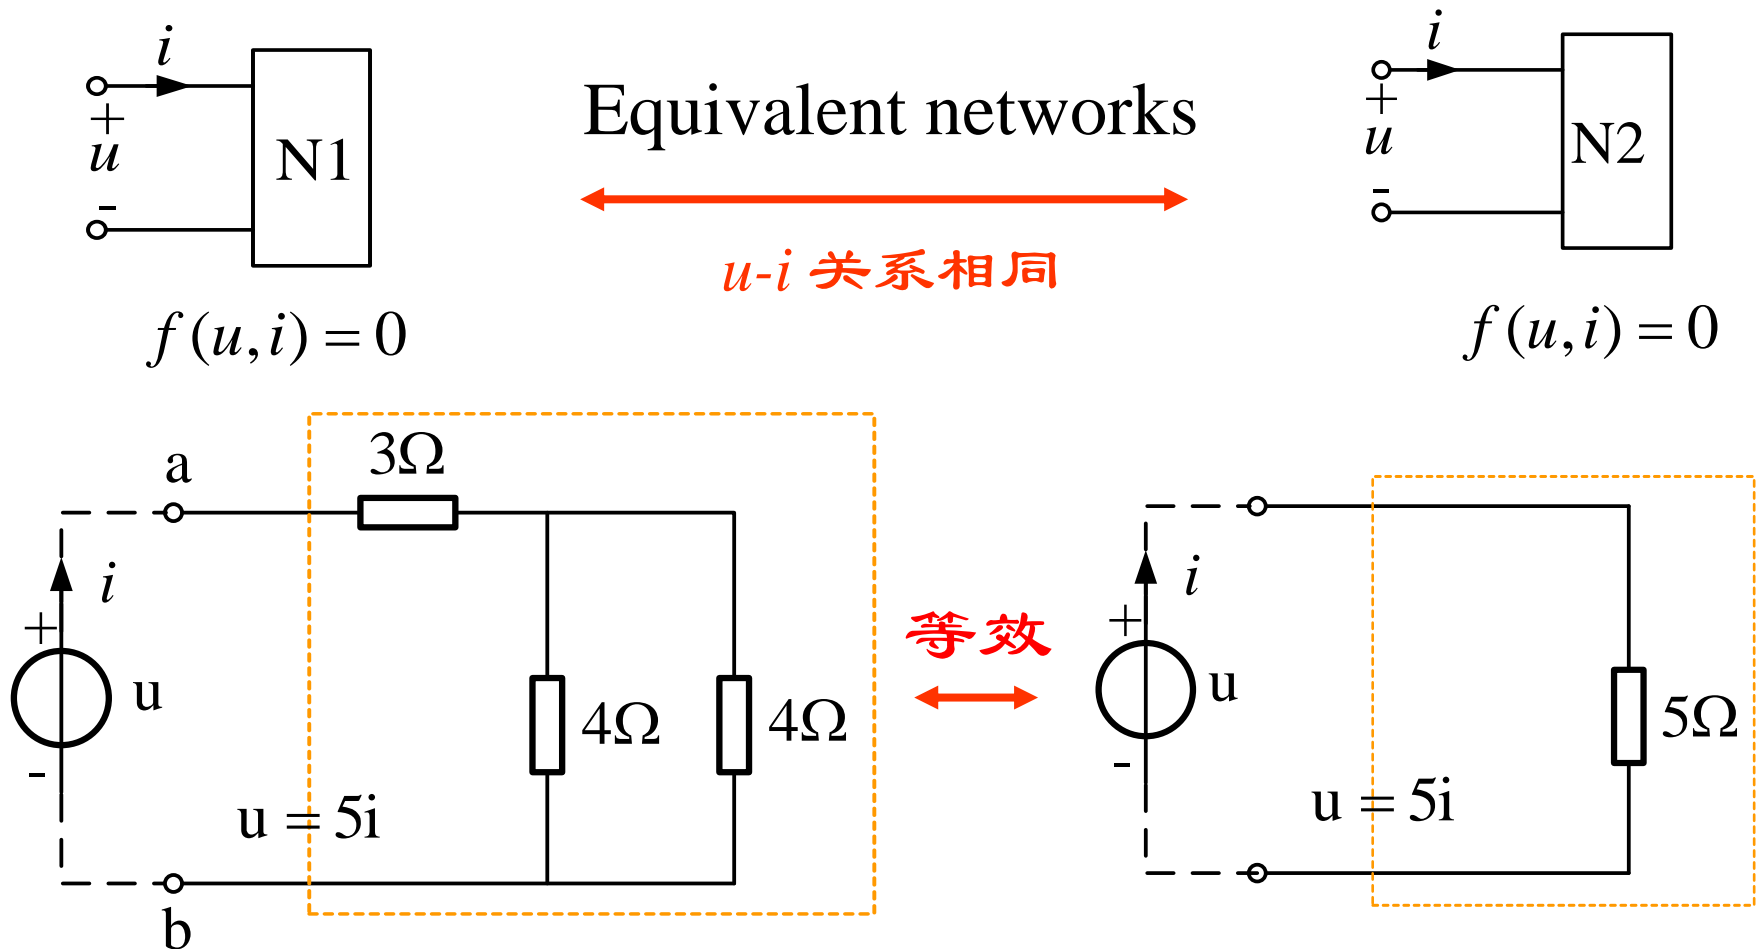 i
+
u
-
N1
f(u,i)=0
Equivalent networks
u-i 关系相同
i
+
u
-
N2
f(u,i)=0
a
3Ω
i
+
u
-
4Ω
4Ω
u = 5i
b
等效
i
+
u
-
5Ω
u = 5i